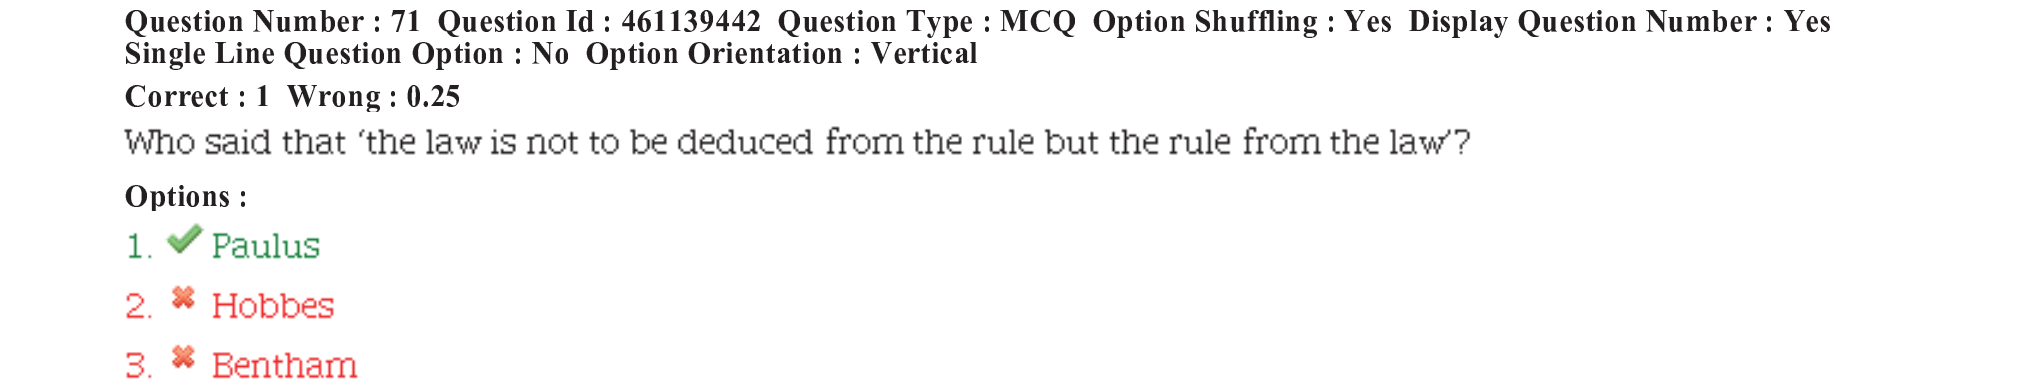 Question Number : 71 Question Id : 461139442 Question Type : MCQ Option Shuffling : Yes Display Question Number : Yes
Single Line Question Option : No Option Orientation : Vertical
Correct : 1 Wrong : 0.25
Who said that ‘the law is not to be deduced from the rule but the rule from the law’?
Options :
1. Paulus
2. Hobbes
3. Bentham